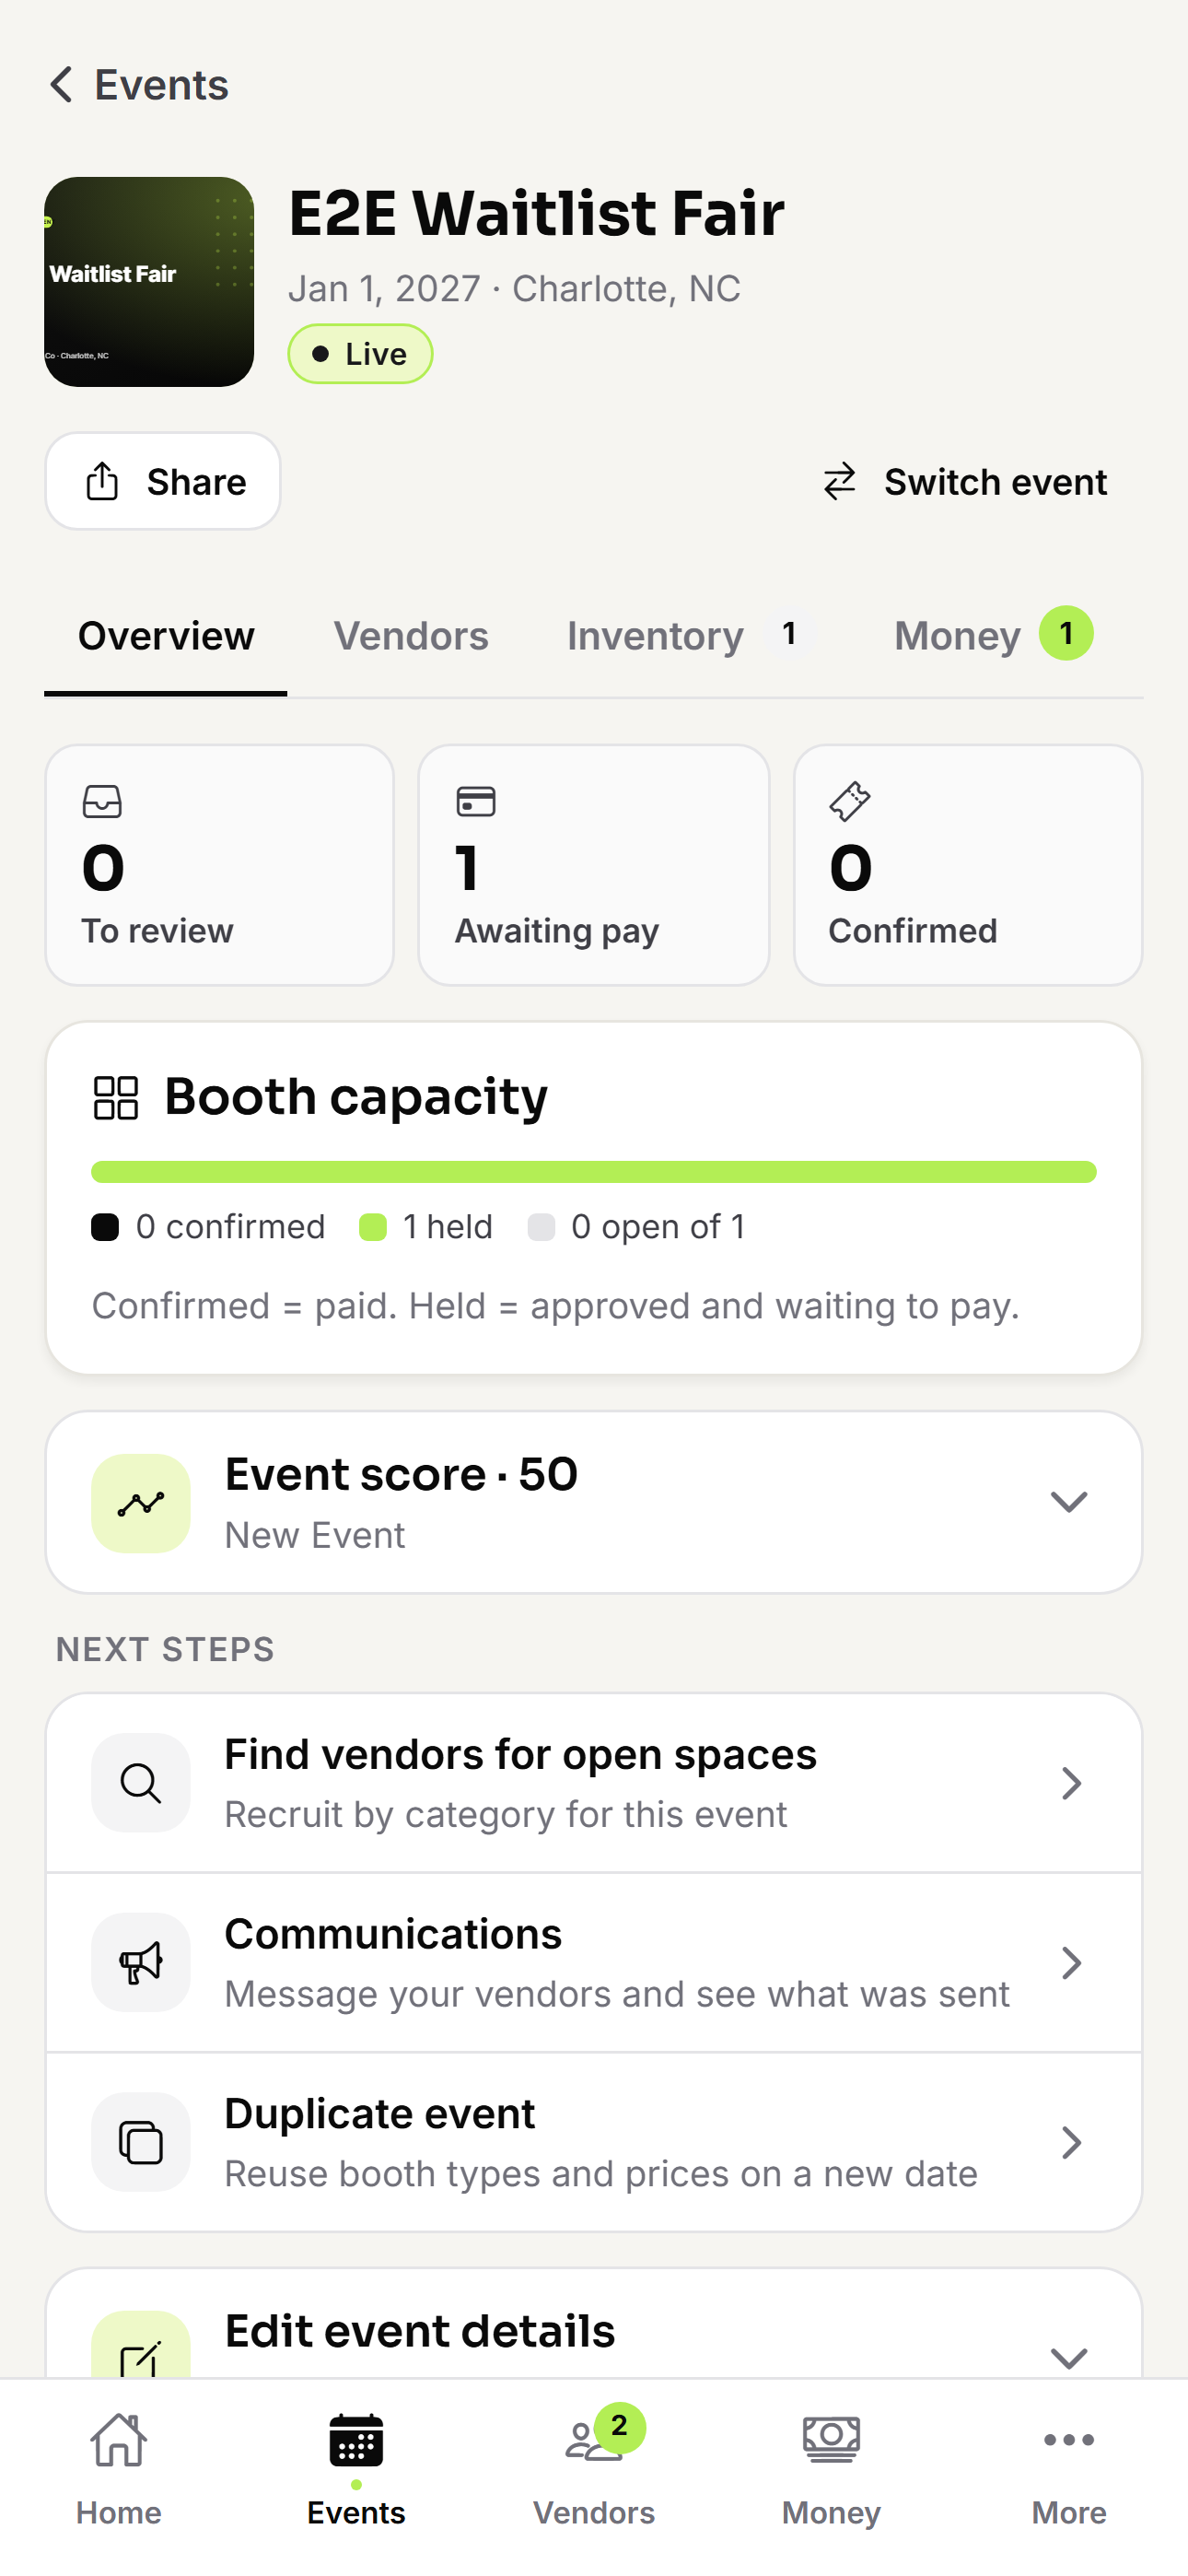 Events
EN
Waitlist Fair
Co · Charlotte, NC
E2E Waitlist Fair
Jan 1, 2027 · Charlotte, NC
Live
Share
Switch event
Overview
Vendors
Inventory 1
Money 1
0
To review
1
Awaiting pay
0
Confirmed
Booth capacity
0 confirmed
1 held
0 open of 1
Confirmed = paid. Held = approved and waiting to pay.
Event score · 50
New Event
NEXT STEPS
Find vendors for open spaces
Recruit by category for this event
Communications
Message your vendors and see what was sent
Duplicate event
Reuse booth types and prices on a new date
Edit event details
2
Home
Events
Vendors
Money
More